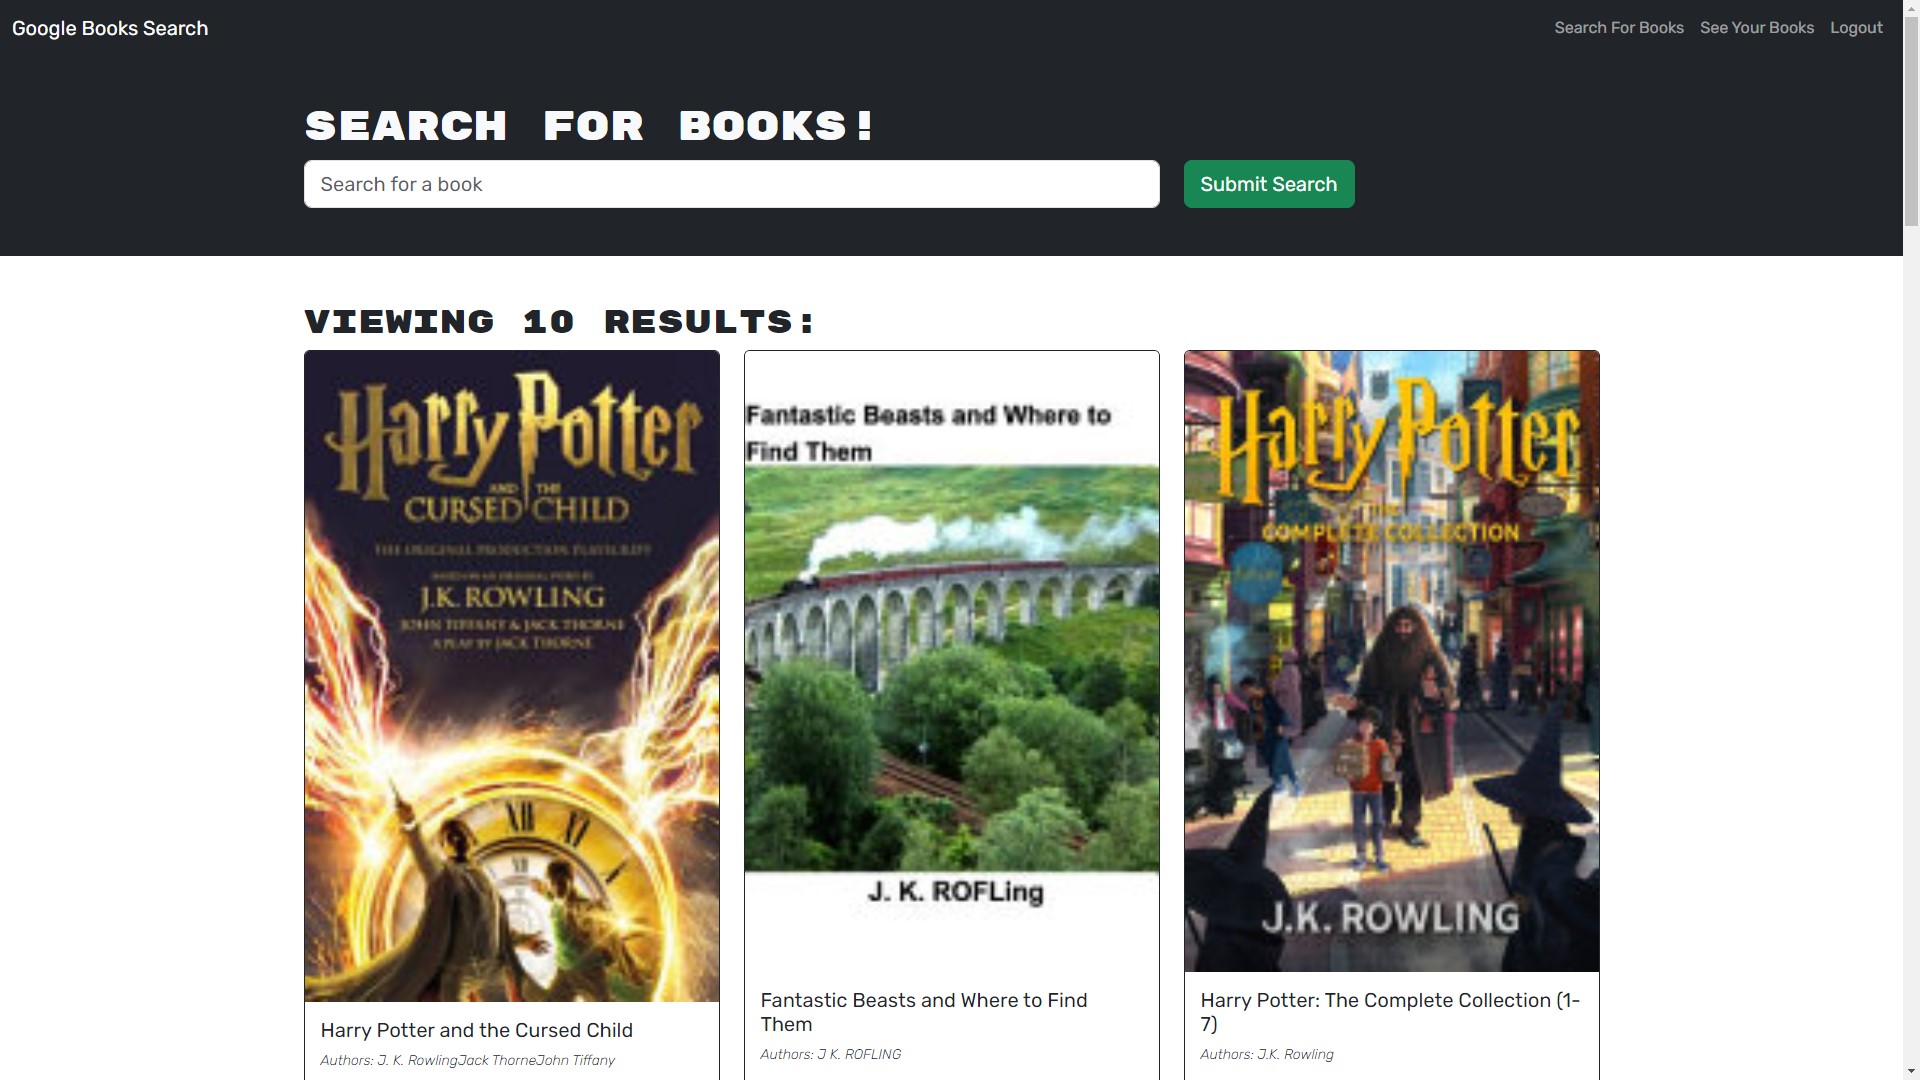 Google Books Search
Search For Books
See Your Books
Logout
SEARCH FOR BOOKS!
Search for a book
Submit Search
VIEWING 10 RESULTS:
Harry Potter
AND THE
CURSED CHILD
THE ORIGINAL PRODUCTION PLAYSCRIPT
BASED ON AN ORIGINAL STORY BY
J.K. ROWLING
JOHN TIFFANY & JACK THORNE
A PLAY BY JACK THORNE
XII
XI
Harry Potter and the Cursed Child
Authors: J. K. RowlingJack ThorneJohn Tiffany
Fantastic Beasts and Where to
Find Them
J. K. ROFLing
Fantastic Beasts and Where to Find
Them
Authors: J K. ROFLING
Harry Potter
THE
COMPLETE COLLECTION
J.K. ROWLING
Harry Potter: The Complete Collection (1-
7)
Authors: J.K. Rowling